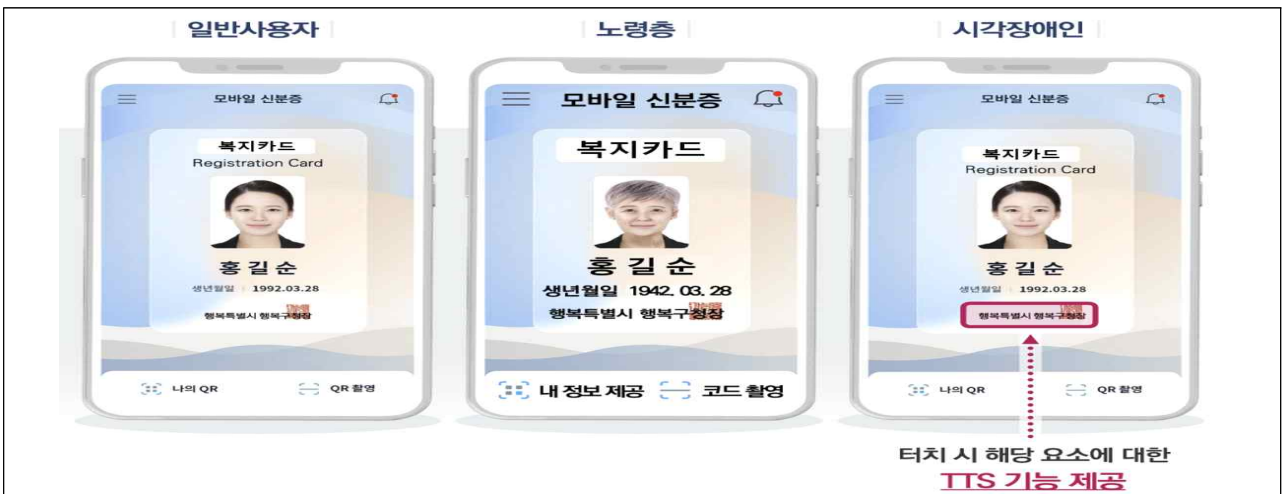 일반사용자
모바일 신분증
복지카드
Registration Card
홍길순
생년월일 1992.03.28
행복특별시 행복구청장
나의 QR
QR 촬영
노령층
모바일 신분증
복지카드
홍길순
생년월일 1942. 03. 28
행복특별시 행복구청장
내 정보 제공
코드 촬영
시각장애인
모바일 신분증
복지카드
Registration Card
홍길순
생년월일 1992.03.28
행복특별시 행복구청장
나의 QR
QR 촬영
터치 시 해당 요소에 대한
TTS 기능 제공